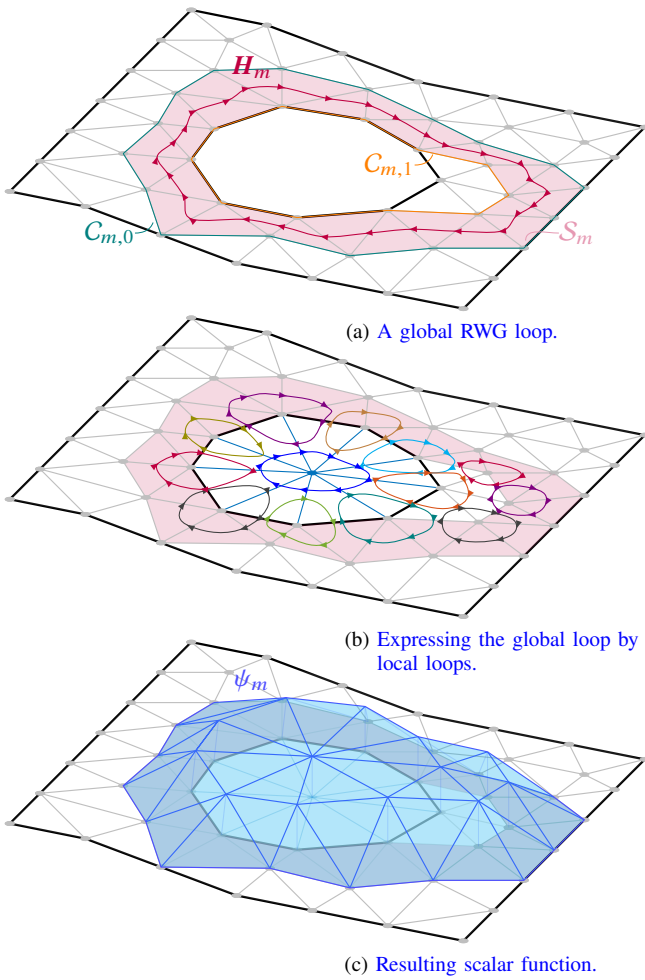 H_m
C_{m,1}
C_{m,0}
S_m
(a) A global RWG loop.
(b) Expressing the global loop by
local loops.
ψ_m
(c) Resulting scalar function.